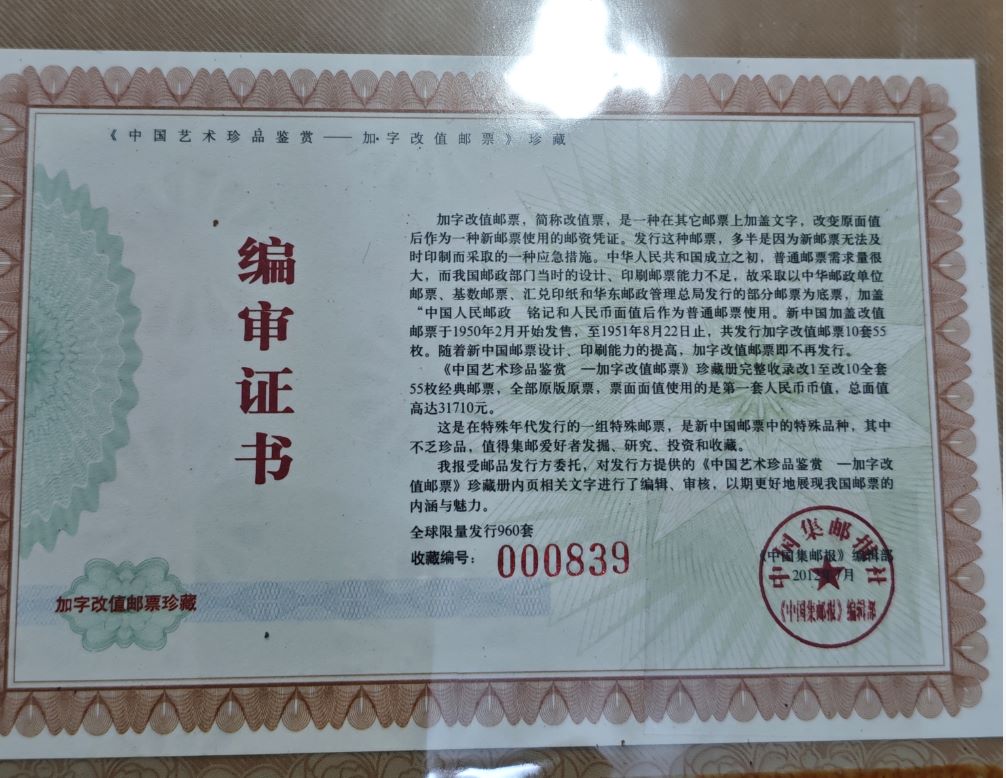 《中国艺术珍品鉴赏——加字改值邮票》珍藏
编审证书
加字改值邮票，简称改值票，是一种在其它邮票上加盖文字，改变原面值
后作为一种新邮票使用的邮资凭证。发行这种邮票，多半是因为新邮票无法及
时印制而采取的一种应急措施。中华人民共和国成立之初，普通邮票需求量很
大，而我国邮政部门当时的设计、印刷邮票能力不足，故采取以中华邮政单位
邮票、基数邮票、汇兑印纸和华东邮政管理总局发行的部分邮票为底票，加盖
“中国人民邮政　铭记和人民币面值后作为普通邮票使用。新中国加盖改值
邮票于1950年2月开始发售，至1951年8月22日止，共发行加字改值邮票10套55
枚。随着新中国邮票设计、印刷能力的提高，加字改值邮票即不再发行。
《中国艺术珍品鉴赏　—加字改值邮票》珍藏册完整收录改1至改10全套
55枚经典邮票，全部原版原票，票面面值使用的是第一套人民币币值，总面值
高达31710元。
这是在特殊年代发行的一组特殊邮票，是新中国邮票中的特殊品种，其中
不乏珍品，值得集邮爱好者发掘、研究、投资和收藏。
我报受邮品发行方委托，对发行方提供的《中国艺术珍品鉴赏　—加字改
值邮票》珍藏册内页相关文字进行了编辑、审核，以期更好地展现我国邮票的
内涵与魅力。
全球限量发行960套
收藏编号：000839
《中国集邮报》编辑部
2012年　月
中国集邮报社
《中国集邮报》编辑部
加字改值邮票珍藏